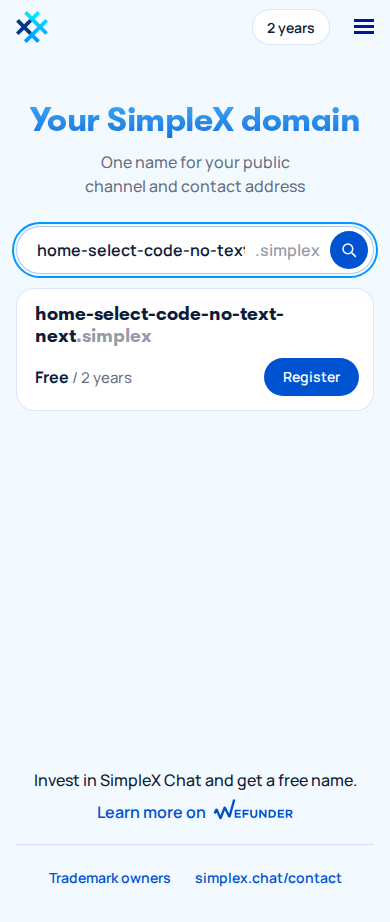 2 years
Your SimpleX domain
One name for your public
channel and contact address
home-select-code-no-text .simplex
home-select-code-no-text-
next.simplex
Free / 2 years
Register
Invest in SimpleX Chat and get a free name.
Learn more on WEFUNDER
Trademark owners simplex.chat/contact